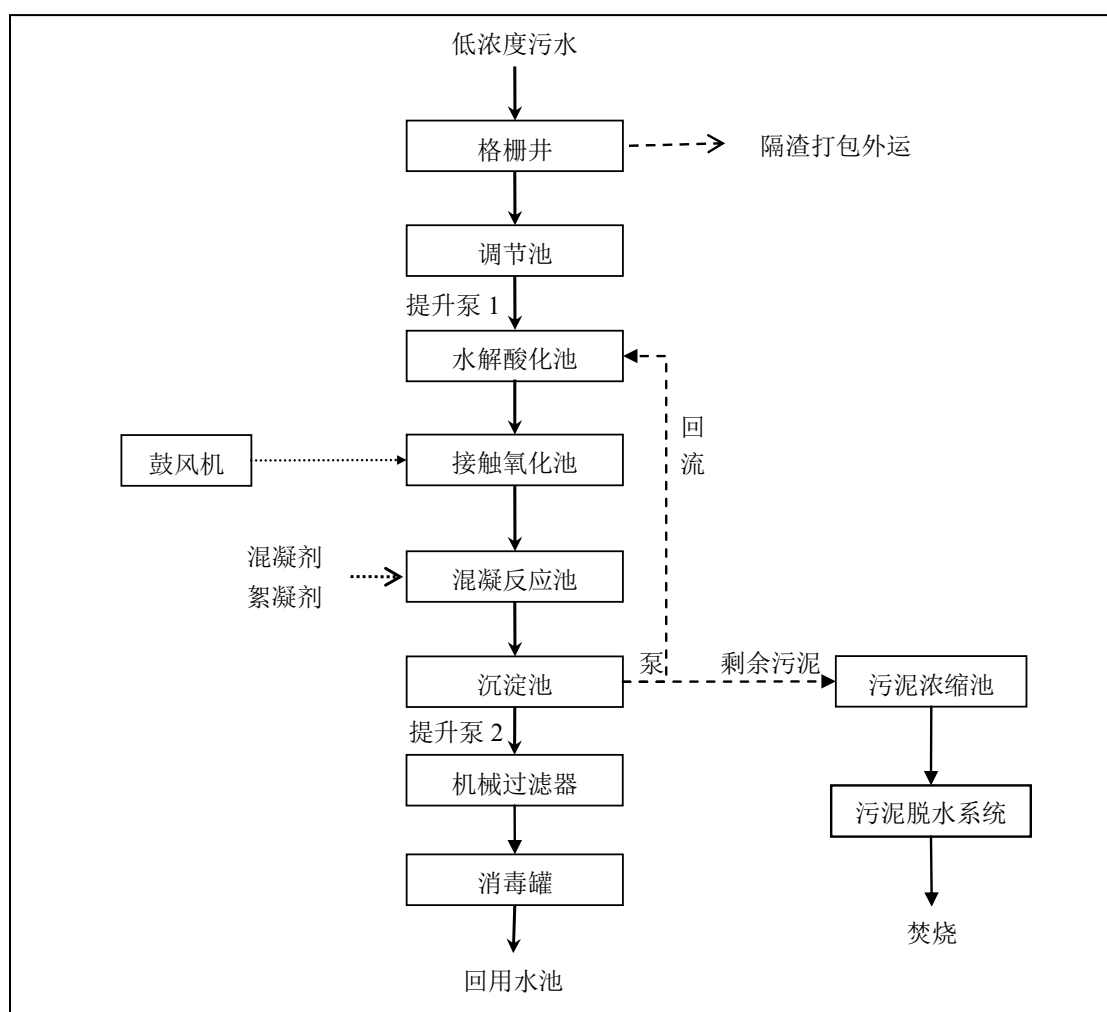 低浓度污水
格栅井
隔渣打包外运
调节池
提升泵 1
水解酸化池
回
流
鼓风机
接触氧化池
混凝剂
絮凝剂
混凝反应池
泵
剩余污泥
沉淀池
污泥浓缩池
提升泵 2
机械过滤器
污泥脱水系统
消毒罐
焚烧
回用水池